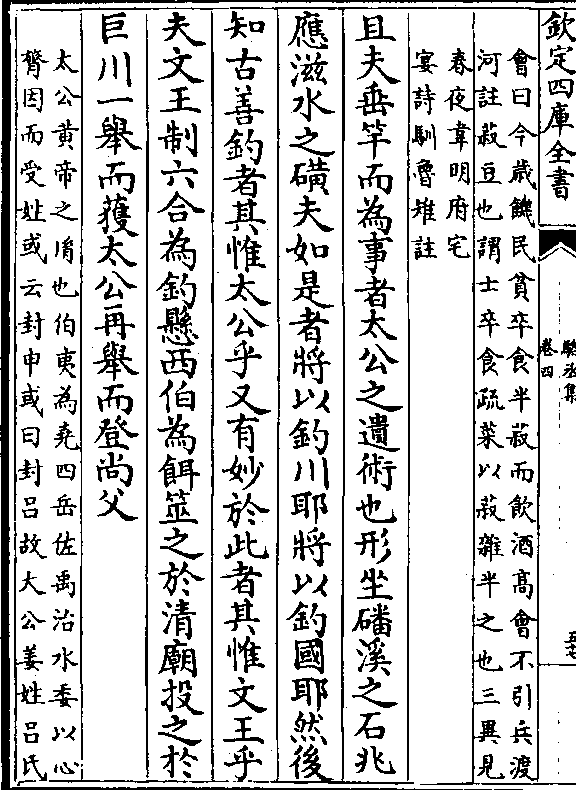 欽定四庫全書
駱丞集
卷四
會曰今歲饑民貧卒食半菽而飲酒高會不引兵渡
河註菽豆也謂士卒食疏菜以菽雜半之也三異見
春夜韋明府宅
宴詩馴魯雉註
且夫垂竿而為事者太公之遺術也形坐磻溪之石兆
應滋水之磺夫如是者將以釣川耶將以釣國耶然後
知古善釣者其惟太公乎又有妙於此者其惟文王乎
夫文王制六合為釣懸西伯為餌筮之於清廟投之於
巨川一舉而獲太公再舉而登尚父
太公黄帝之胤也伯夷為堯四岳佐禹治水委以心
膂因而受姓或云封申或曰封吕故太公姜姓吕氏